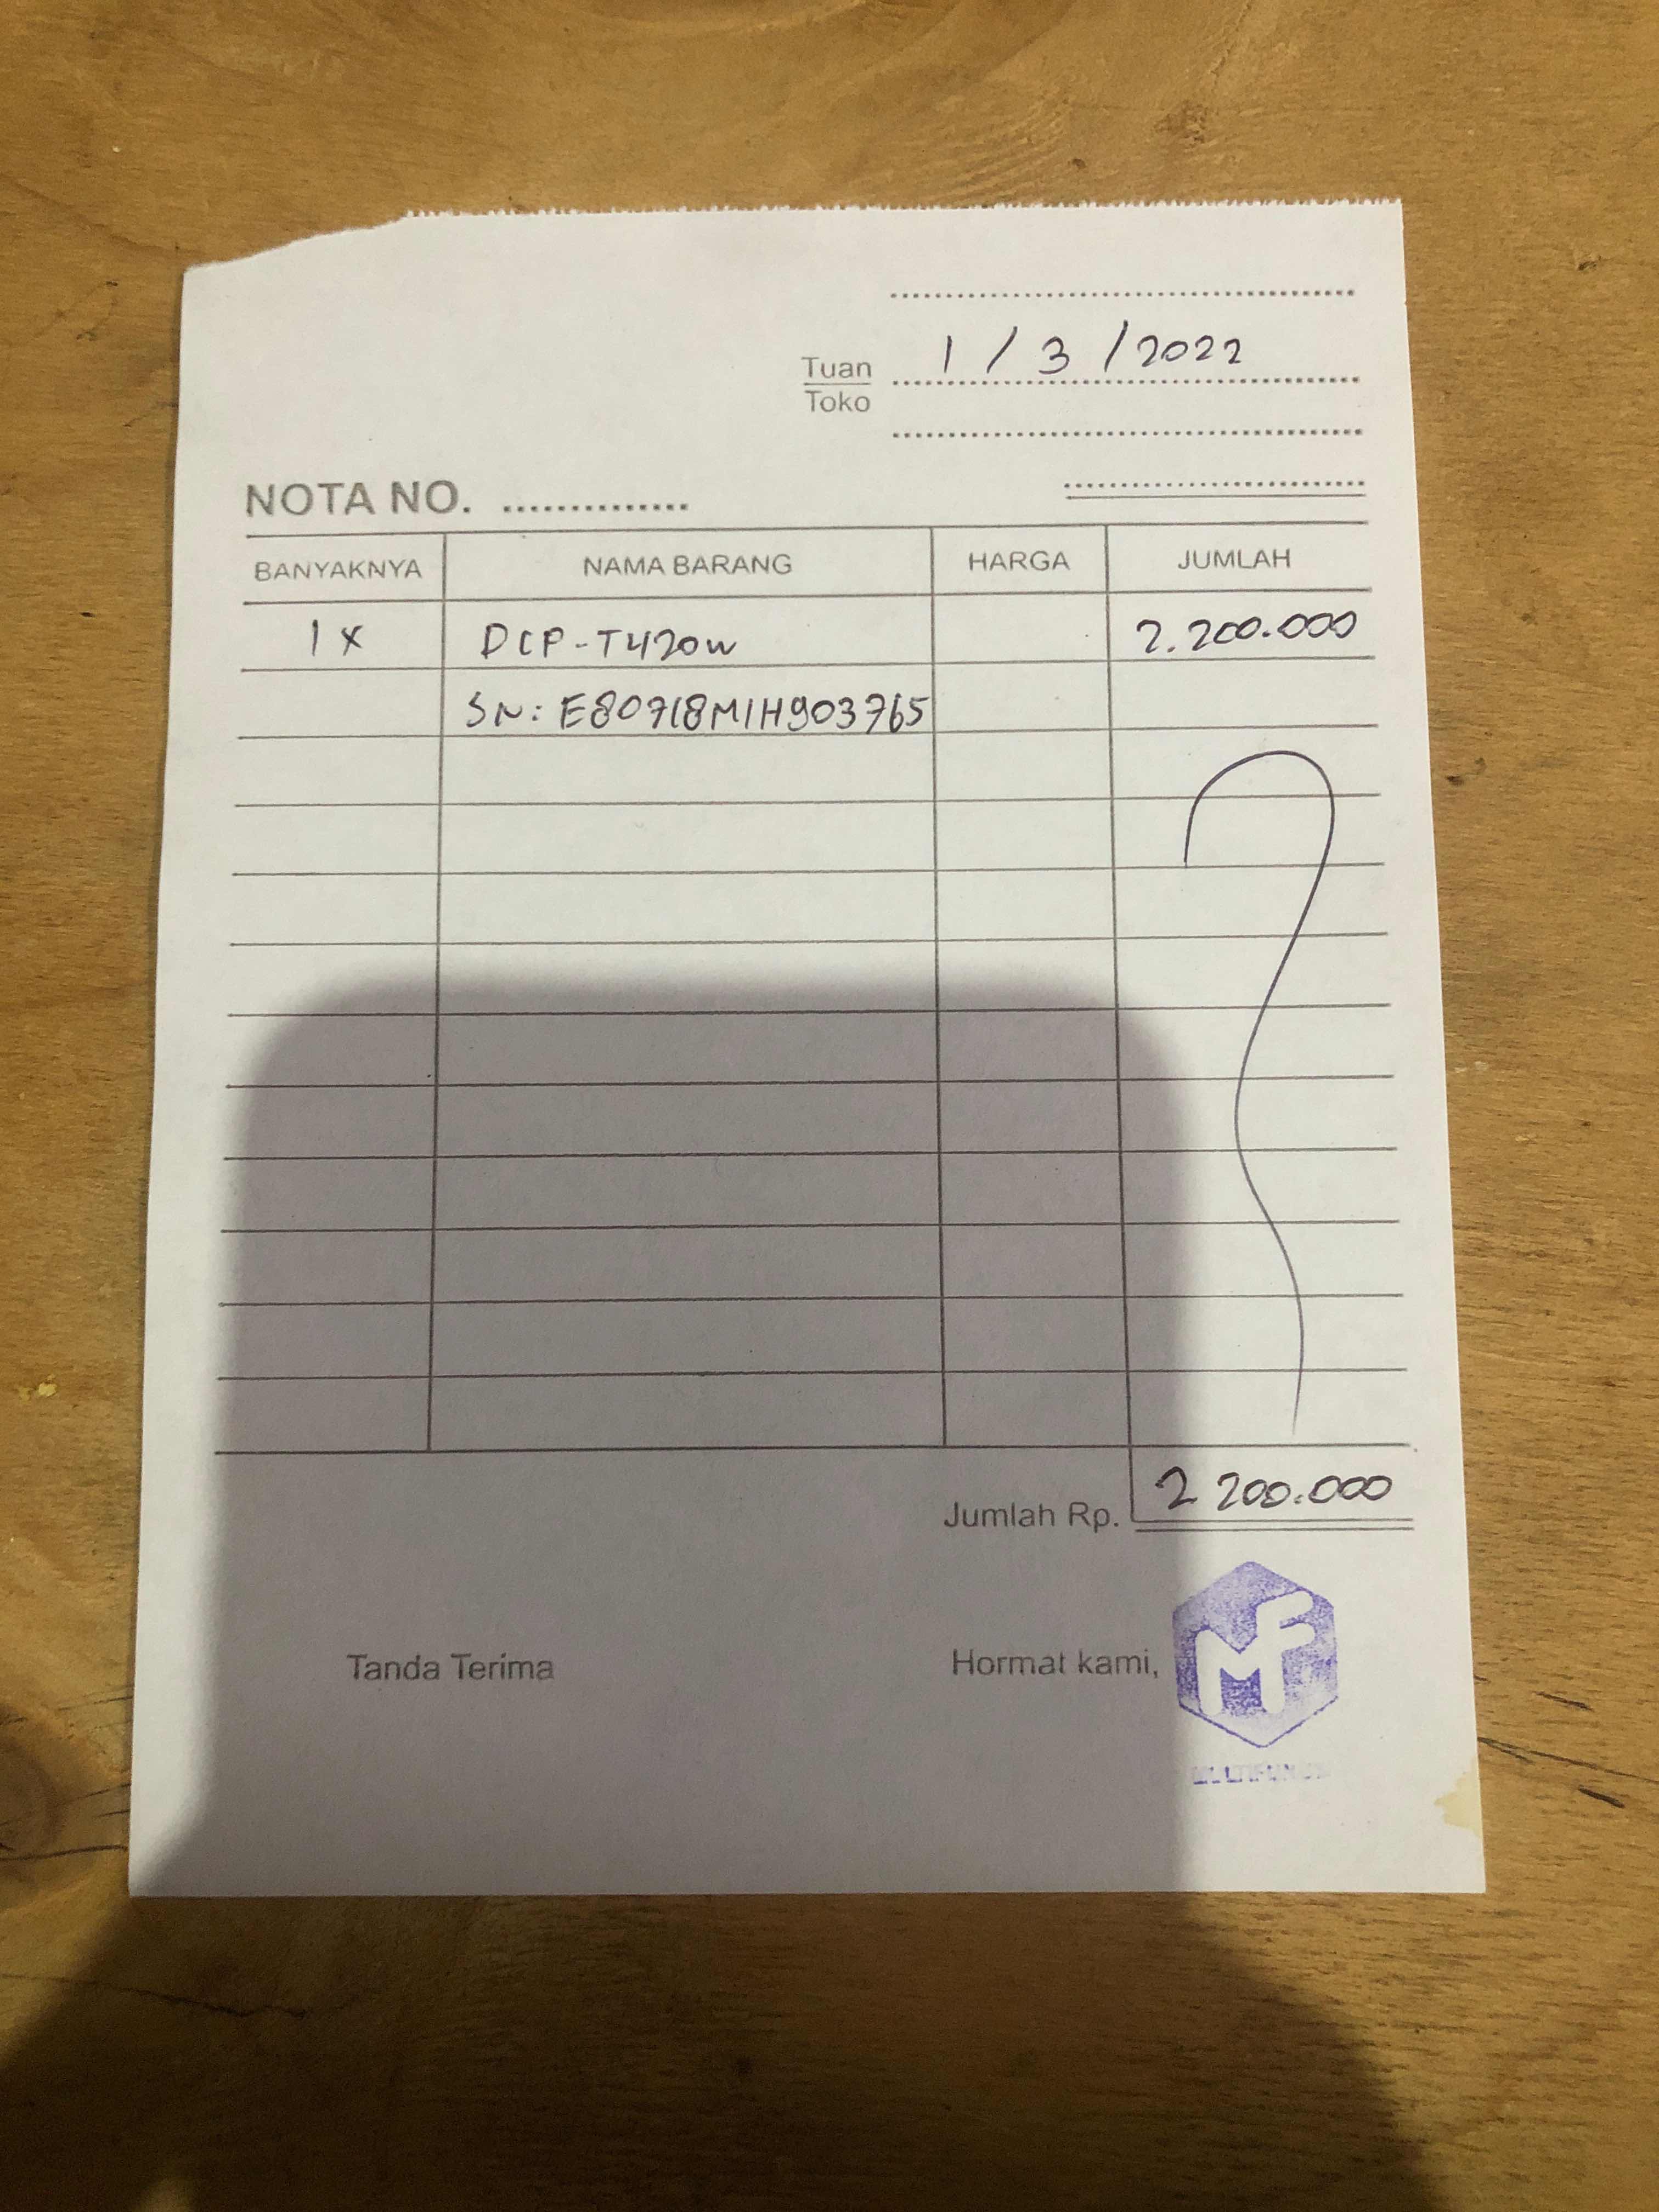 1 / 3 / 2022
Tuan
Toko
NOTA NO. ..............
BANYAKNYA NAMA BARANG HARGA JUMLAH
1 x DCP-T420W 2.200.000
SN: E80718M1H903765
Jumlah Rp. 2 200.000
Tanda Terima Hormat kami,
MF